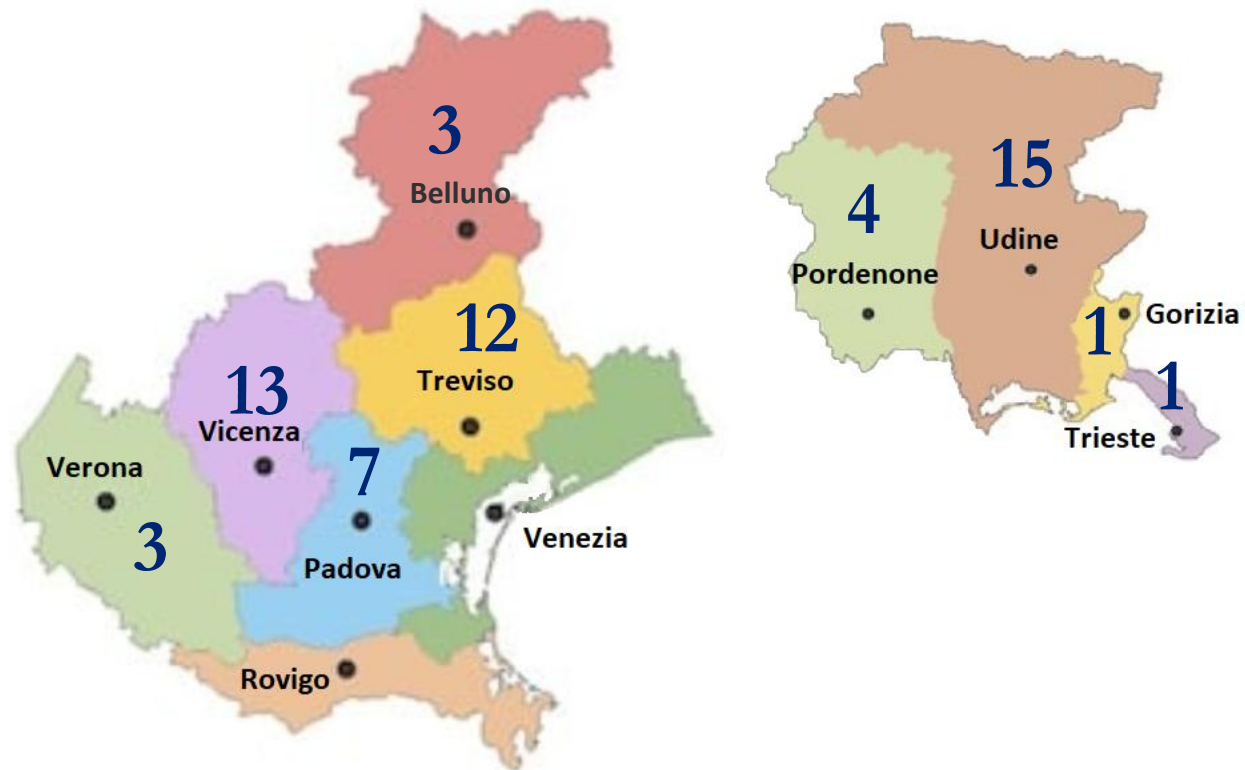 3
Belluno
12
Treviso
13
Vicenza
7
Verona
3
Padova
Venezia
Rovigo
15
4
Udine
Pordenone
1
Gorizia
1
Trieste